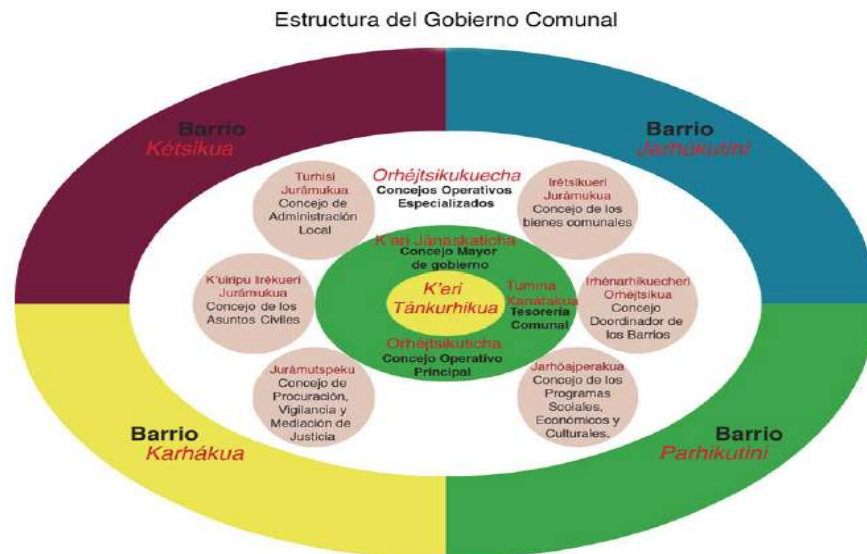 Estructura del Gobierno Comunal
Barrio
Kétsikua
Barrio
Jarhókutini
Turhisi
Jurámukua
Concejo de
Administración
Local
Orhéjtsikukuecha
Concejos Operativos
Especializados
Irétsikueri
Jurámukua
Concejo de los
bienes comunales
K'eri Jánaskaticha
Concejo Mayor
de gobierno
K'uiripu Irékueri
Jurámukua
Concejo de los
Asuntos Civiles
K'eri
Tánkurhikua
Tumina
Xanátakua
Tesorería
Comunal
Irhénarhikuecheri
Orhéjtsikua
Concejo
Doordinador de
los Barrios
Orhéjtsikuticha
Concejo Operativo
Principal
Jurámutspeku
Concejo de
Procuración,
Vigilancia y
Mediación de
Justicia
Jarhóajperakua
Concejo de los
Programas
Scoiales,
Económicos y
Culturales.
Barrio
Karhákua
Barrio
Parhikutini